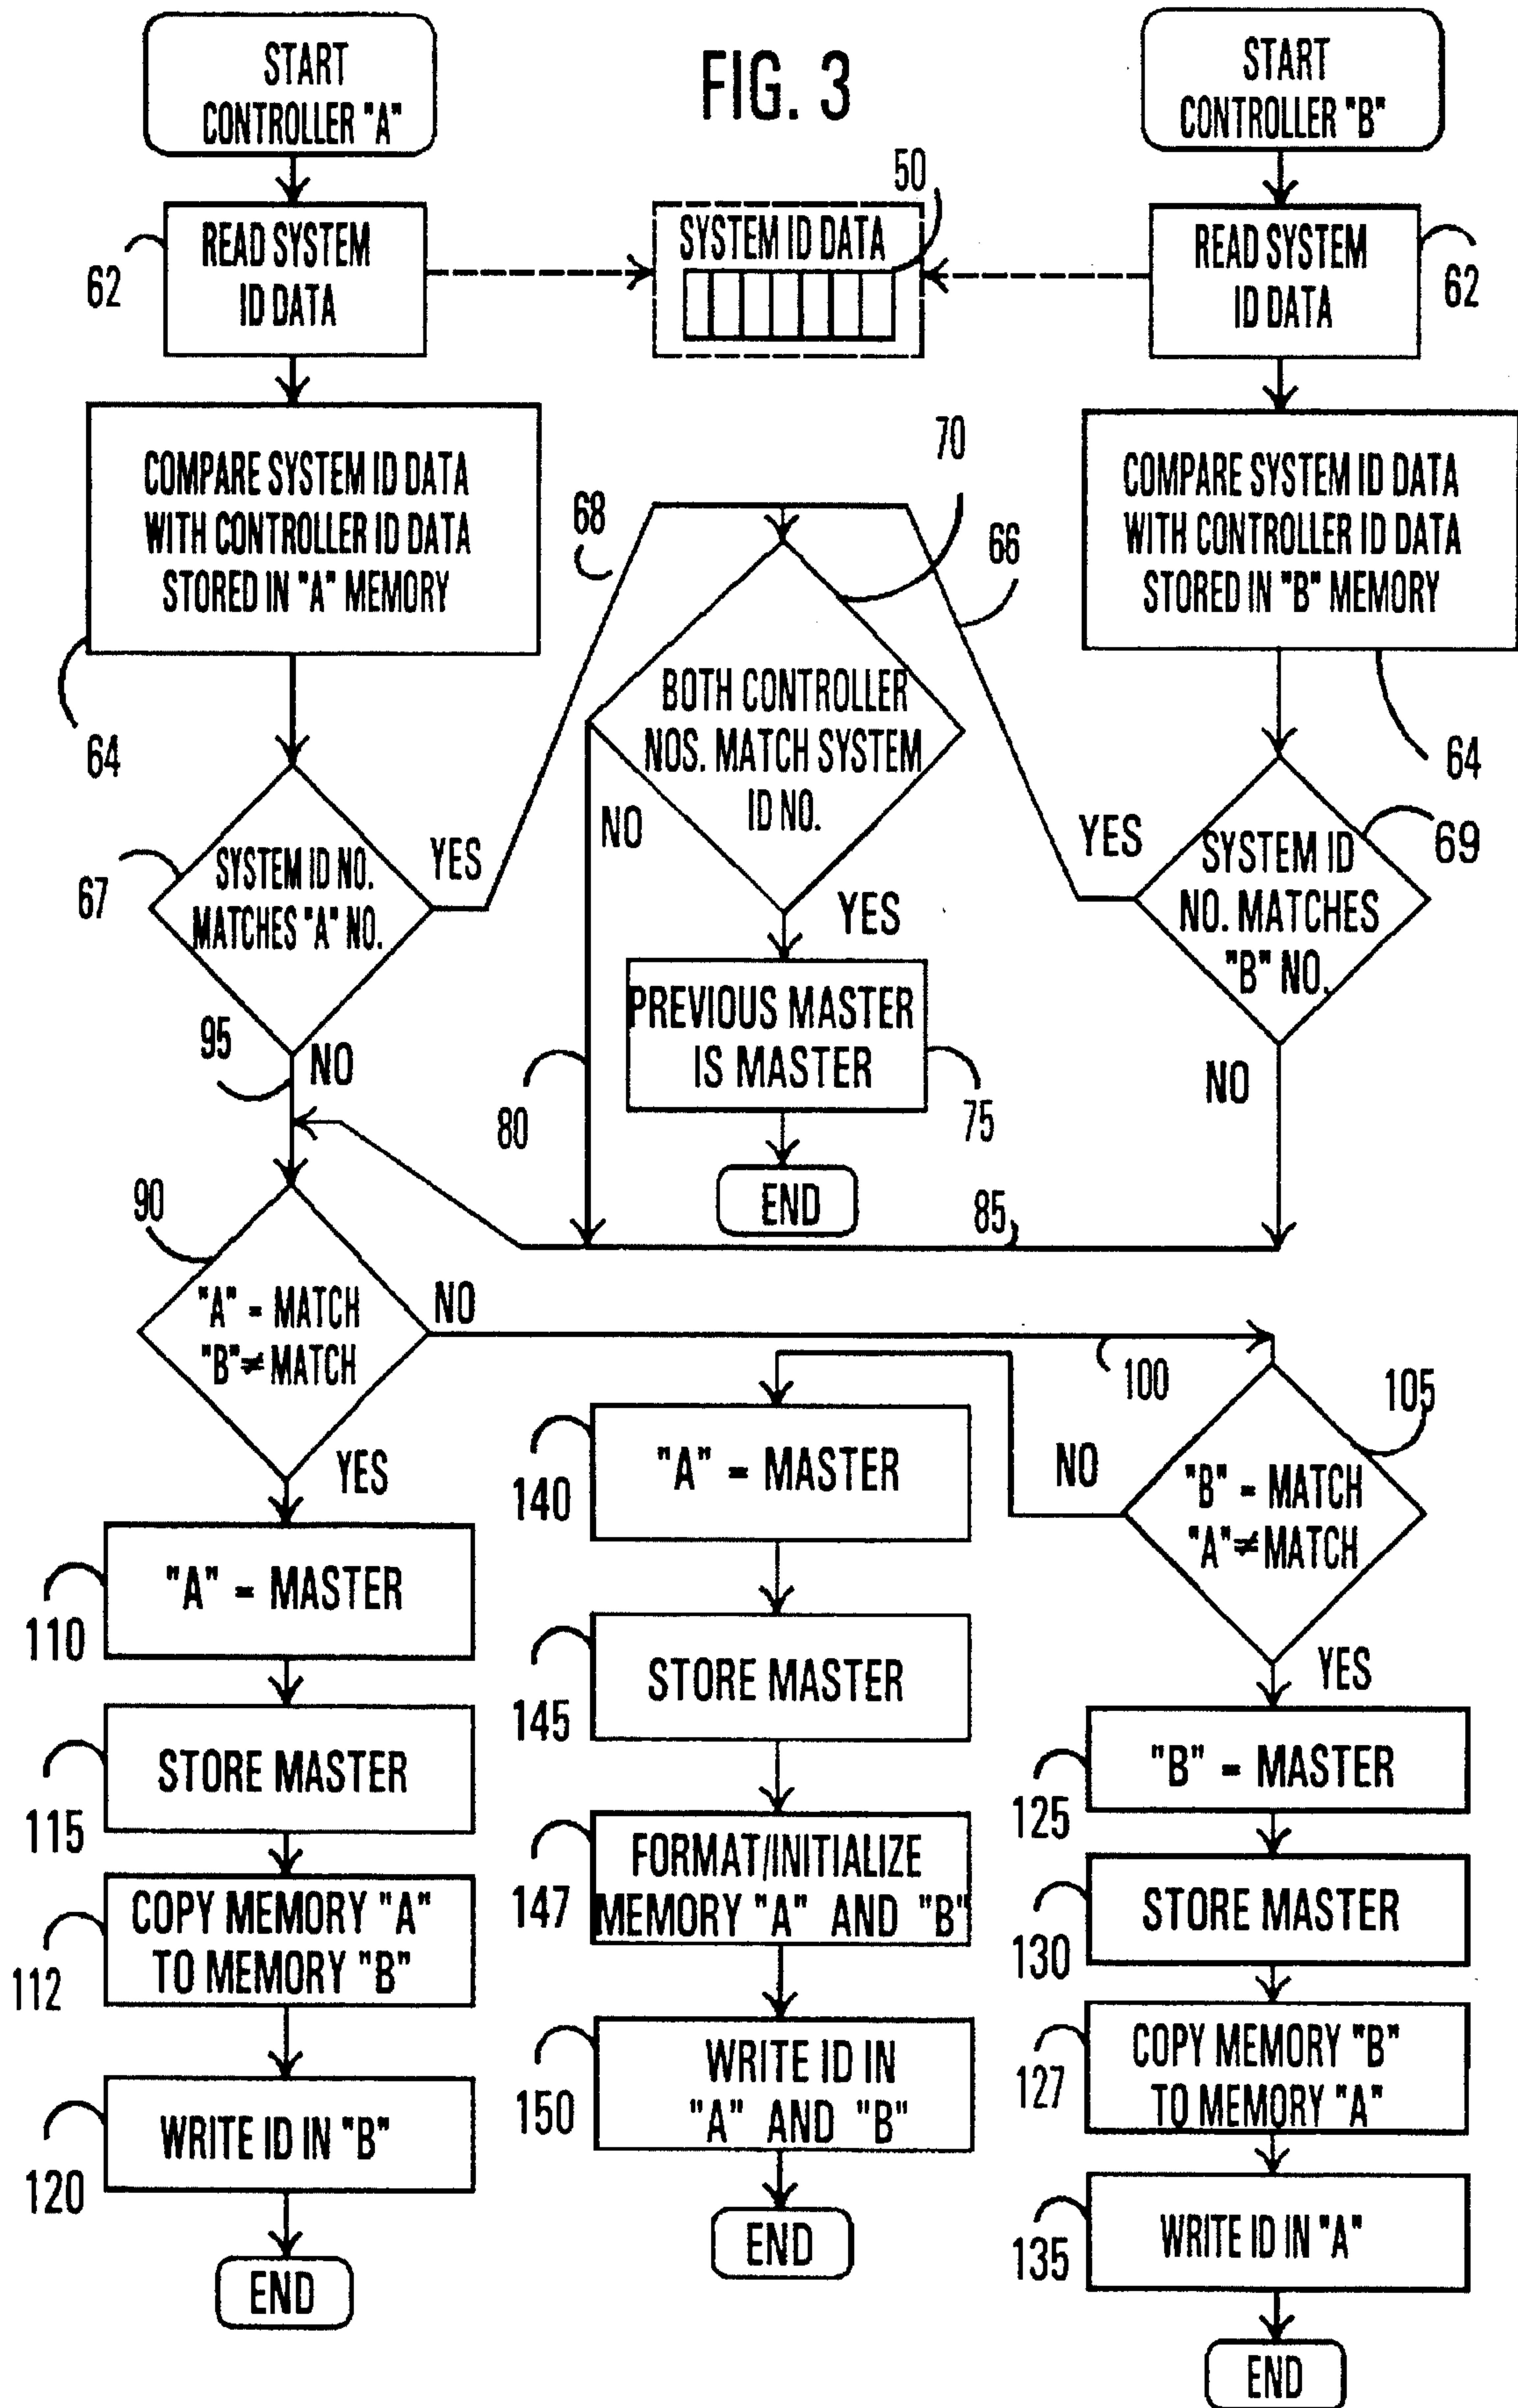 FIG. 3
START
CONTROLLER "A"
START
CONTROLLER "B"
62
READ SYSTEM
ID DATA
50
SYSTEM ID DATA
READ SYSTEM
ID DATA
62
COMPARE SYSTEM ID DATA
WITH CONTROLLER ID DATA
STORED IN "A" MEMORY
64
68
70
66
COMPARE SYSTEM ID DATA
WITH CONTROLLER ID DATA
STORED IN "B" MEMORY
64
BOTH CONTROLLER
NOS. MATCH SYSTEM
ID NO.
NO
YES
67
SYSTEM ID NO.
MATCHES "A" NO.
YES
95
NO
YES
SYSTEM ID
NO. MATCHES
"B" NO.
69
NO
80
PREVIOUS MASTER
IS MASTER
75
END
85
90
"A" = MATCH
"B" ≠ MATCH
NO
YES
100
105
"B" = MATCH
"A" ≠ MATCH
NO
YES
110
"A" = MASTER
115
STORE MASTER
112
COPY MEMORY "A"
TO MEMORY "B"
120
WRITE ID IN "B"
END
140
"A" = MASTER
145
STORE MASTER
147
FORMAT/INITIALIZE
MEMORY "A" AND "B"
150
WRITE ID IN
"A" AND "B"
END
125
"B" = MASTER
130
STORE MASTER
127
COPY MEMORY "B"
TO MEMORY "A"
135
WRITE ID IN "A"
END